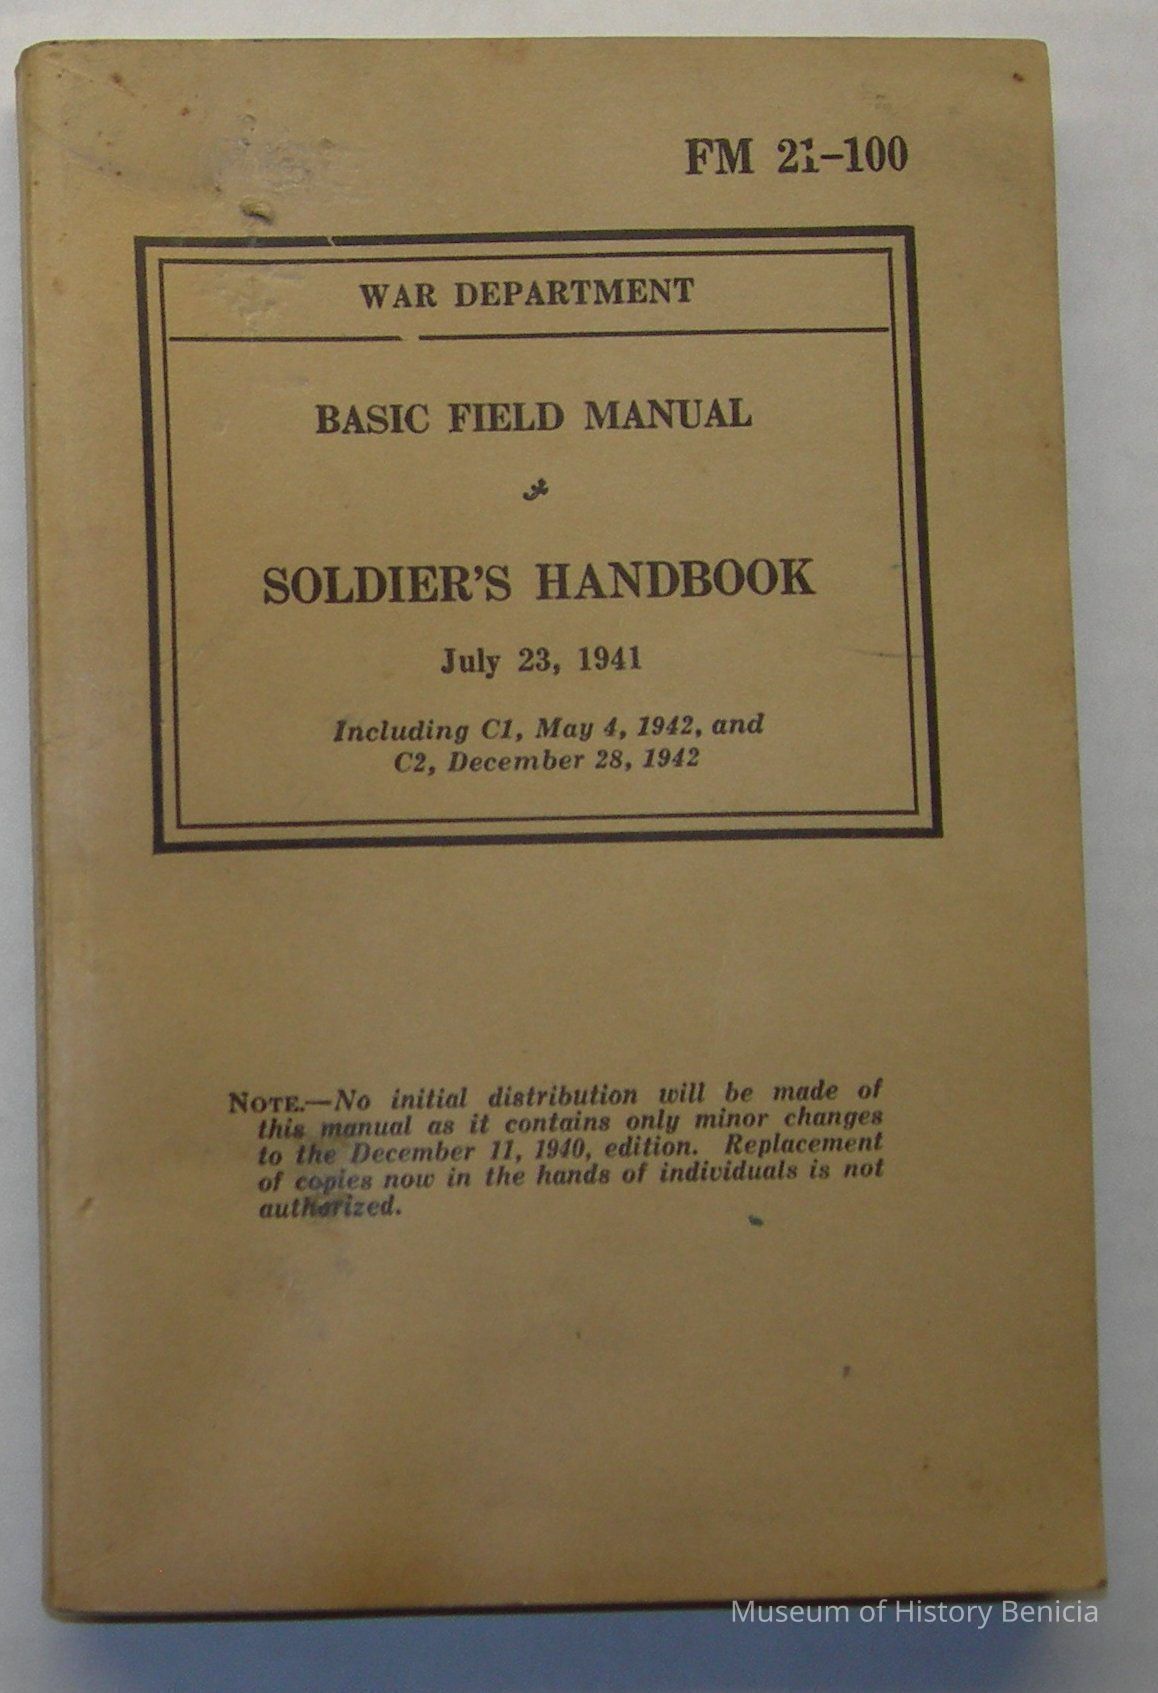 FM 21-100
WAR DEPARTMENT
BASIC FIELD MANUAL
SOLDIER'S HANDBOOK
July 23, 1941
Including C1, May 4, 1942, and
C2, December 28, 1942
NOTE.—No initial distribution will be made of
this manual as it contains only minor changes
to the December 11, 1940, edition. Replacement
of copies now in the hands of individuals is not
authorized.
Museum of History Benicia